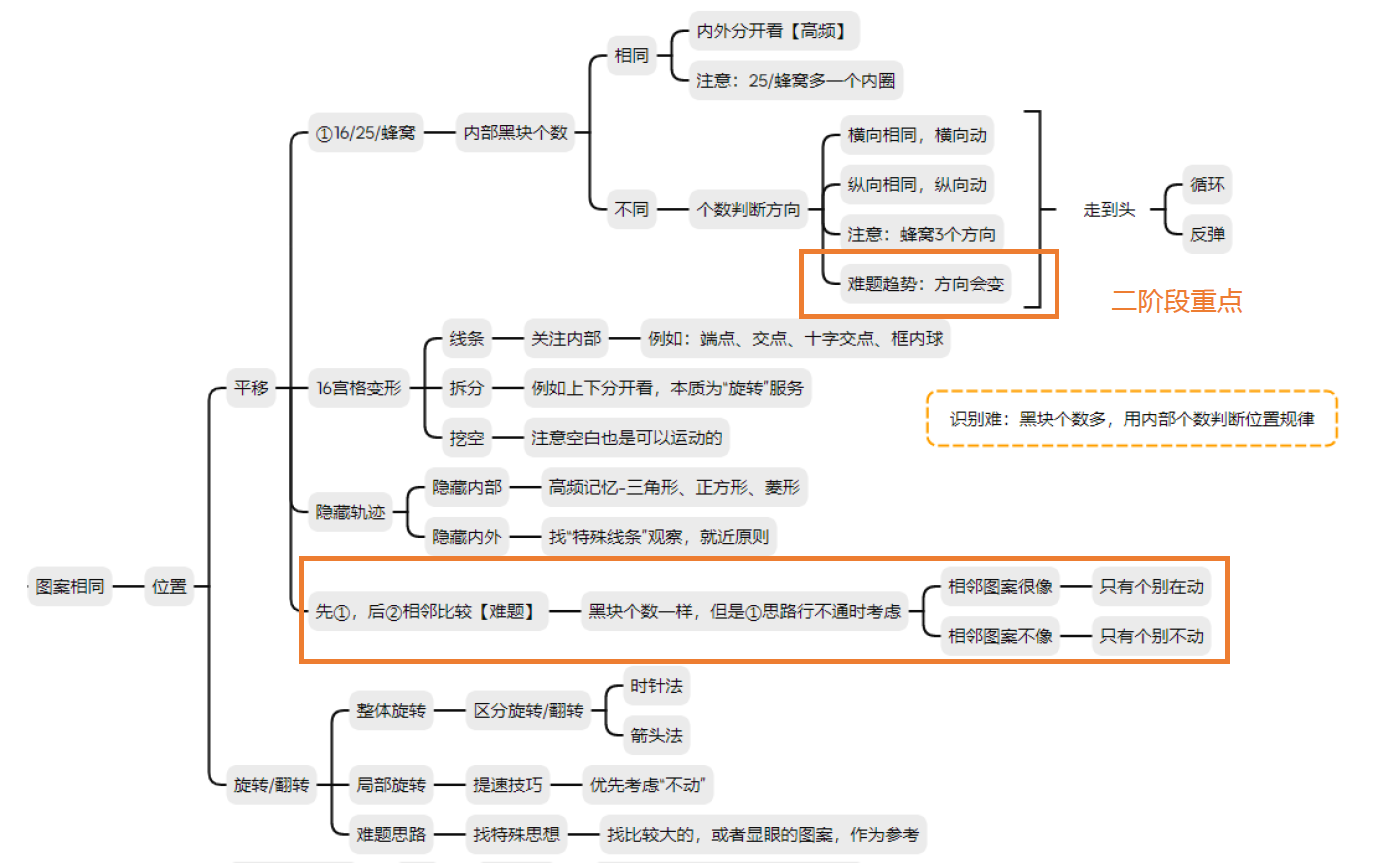 图案相同
位置
平移
①16/25/蜂窝
内部黑块个数
相同
内外分开看【高频】
注意：25/蜂窝多一个内圈
不同
个数判断方向
横向相同，横向动
纵向相同，纵向动
注意：蜂窝3个方向
难题趋势：方向会变
走到头
循环
反弹
二阶段重点
16宫格变形
线条
关注内部
例如：端点、交点、十字交点、框内球
拆分
例如上下分开看，本质为“旋转”服务
挖空
注意空白也是可以运动的
识别难：黑块个数多，用内部个数判断位置规律
隐藏轨迹
隐藏内部
高频记忆-三角形、正方形、菱形
隐藏内外
找“特殊线条”观察，就近原则
先①，后②相邻比较【难题】
黑块个数一样，但是①思路行不通时考虑
相邻图案很像
只有个别在动
相邻图案不像
只有个别不动
旋转/翻转
整体旋转
区分旋转/翻转
时针法
箭头法
局部旋转
提速技巧
优先考虑“不动”
难题思路
找特殊思想
找比较大的，或者显眼的图案，作为参考